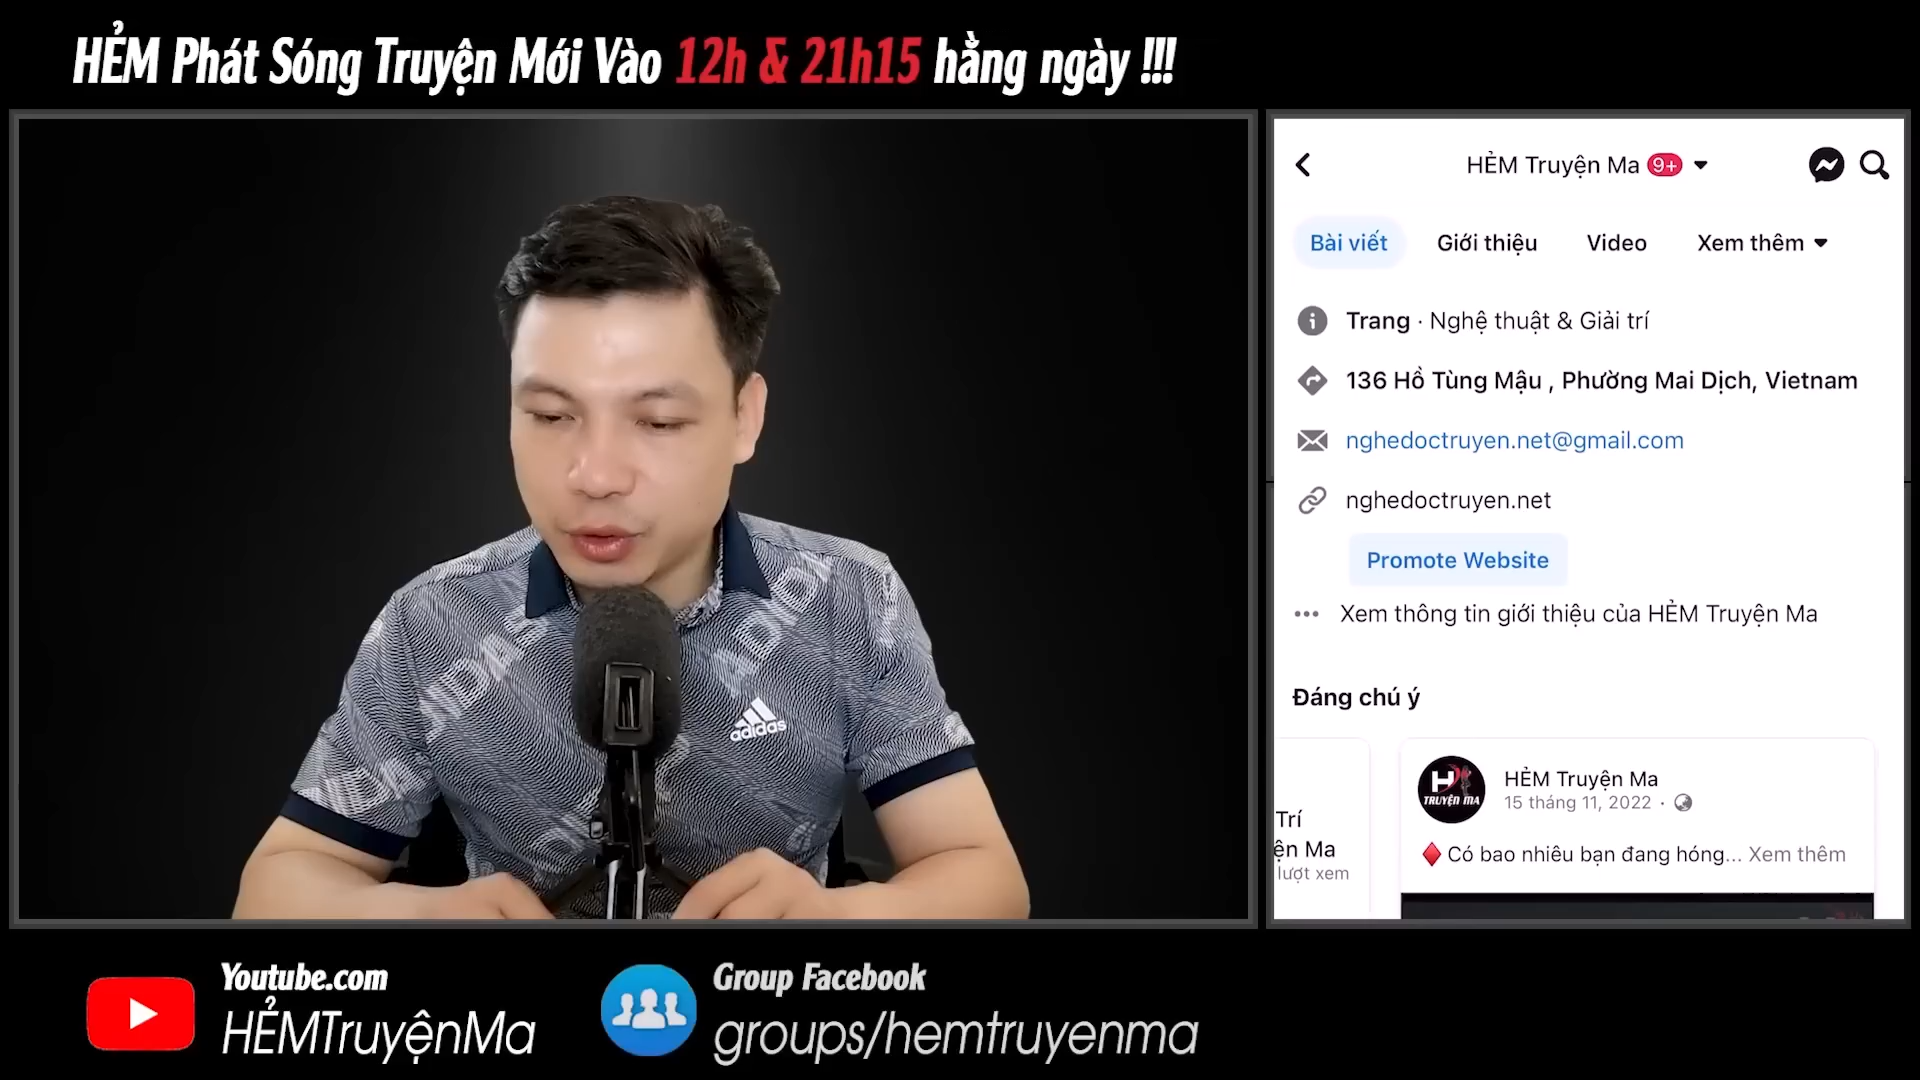 HẺM Phát Sóng Truyện Mới Vào 12h & 21h15 hằng ngày !!!
HẺM Truyện Ma 9+
Bài viết Giới thiệu Video Xem thêm
Trang · Nghệ thuật & Giải trí
136 Hồ Tùng Mậu , Phường Mai Dịch, Vietnam
nghedoctruyen.net@gmail.com
nghedoctruyen.net
Promote Website
Xem thông tin giới thiệu của HẺM Truyện Ma
Đáng chú ý
Trí
ện Ma
lượt xem
H
TRUYỆN MA
HẺM Truyện Ma
15 tháng 11, 2022 ·
Có bao nhiêu bạn đang hóng... Xem thêm
adidas
Youtube.com
HẺMTruyệnMa
Group Facebook
groups/hemtruyenma